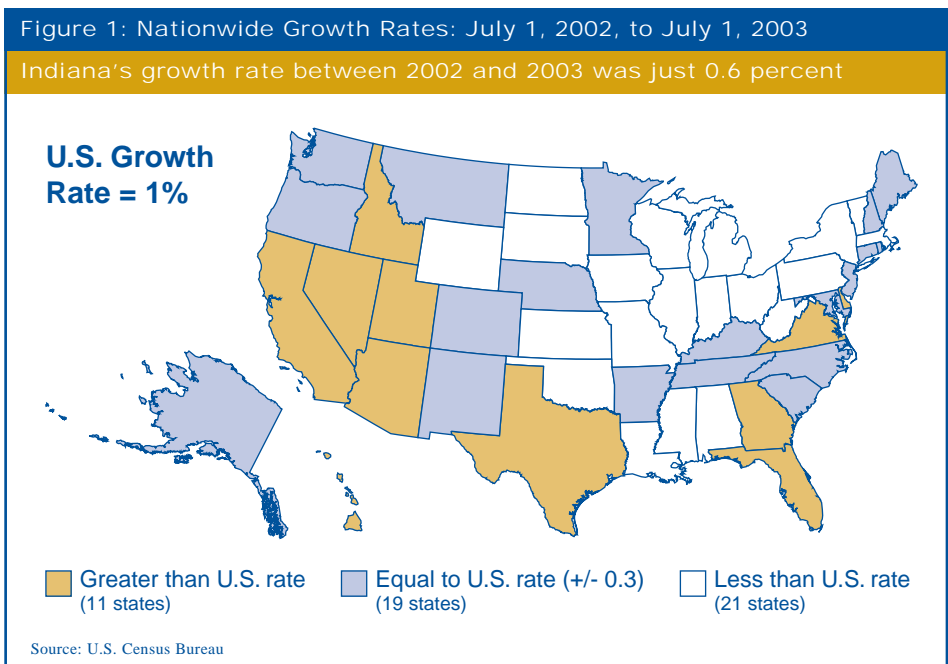 Figure 1: Nationwide Growth Rates: July 1, 2002, to July 1, 2003
Indiana's growth rate between 2002 and 2003 was just 0.6 percent
U.S. Growth
Rate = 1%
Greater than U.S. rate
(11 states)
Equal to U.S. rate (+/- 0.3)
(19 states)
Less than U.S. rate
(21 states)
Source: U.S. Census Bureau